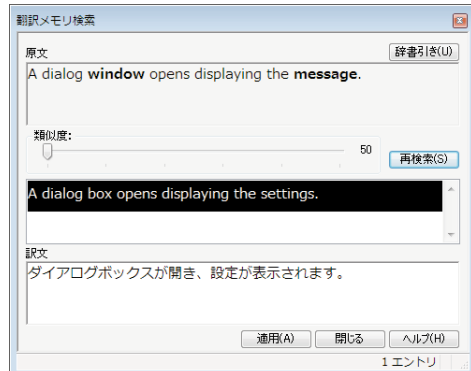 翻訳メモリ検索
原文
辞書引き(U)
A dialog window opens displaying the message.
類似度:
50
再検索(S)
A dialog box opens displaying the settings.
訳文
ダイアログボックスが開き、設定が表示されます。
適用(A) 閉じる ヘルプ(H)
1 エントリ